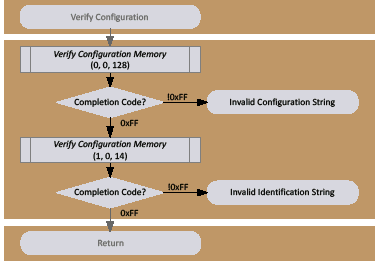 Verify Configuration
Verify Configuration Memory
(0, 0, 128)
Completion Code?
!0xFF
Invalid Configuration String
0xFF
Verify Configuration Memory
(1, 0, 14)
Completion Code?
!0xFF
Invalid Identification String
0xFF
Return